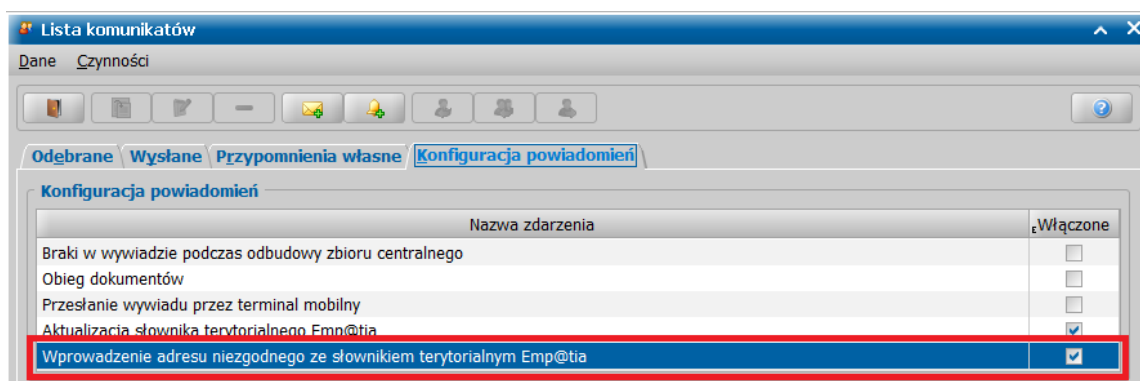 Lista komunikatów
Dane Czynności
Odebrane Wysłane Przypomnienia własne Konfiguracja powiadomień
Konfiguracja powiadomień
Nazwa zdarzenia E Włączone
Braki w wywiadzie podczas odbudowy zbioru centralnego
Obieg dokumentów
Przesłanie wywiadu przez terminal mobilny
Aktualizacja słownika terytorialnego Emp@tia
Wprowadzenie adresu niezgodnego ze słownikiem terytorialnym Emp@tia